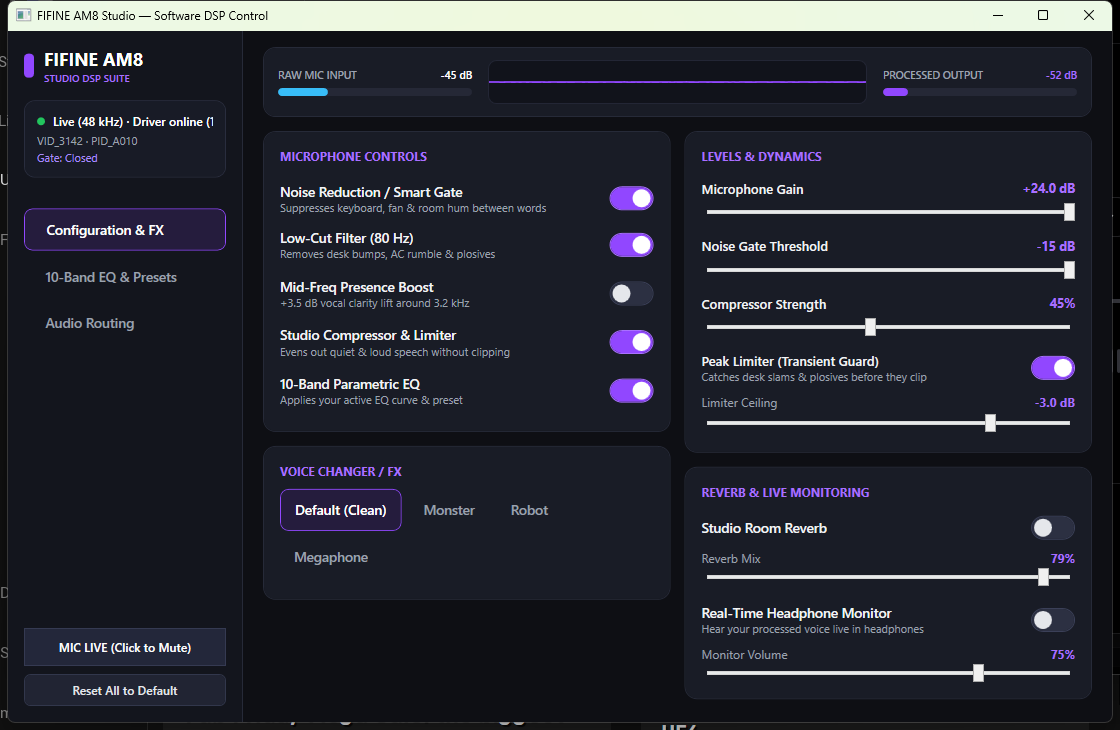 FIFINE AM8 Studio — Software DSP Control
FIFINE AM8
STUDIO DSP SUITE
Live (48 kHz) · Driver online (1
VID_3142 · PID_A010
Gate: Closed
Configuration & FX
10-Band EQ & Presets
Audio Routing
MIC LIVE (Click to Mute)
Reset All to Default
RAW MIC INPUT
-45 dB
PROCESSED OUTPUT
-52 dB
MICROPHONE CONTROLS
Noise Reduction / Smart Gate
Suppresses keyboard, fan & room hum between words
Low-Cut Filter (80 Hz)
Removes desk bumps, AC rumble & plosives
Mid-Freq Presence Boost
+3.5 dB vocal clarity lift around 3.2 kHz
Studio Compressor & Limiter
Evens out quiet & loud speech without clipping
10-Band Parametric EQ
Applies your active EQ curve & preset
VOICE CHANGER / FX
Default (Clean)
Monster
Robot
Megaphone
LEVELS & DYNAMICS
Microphone Gain
+24.0 dB
Noise Gate Threshold
-15 dB
Compressor Strength
45%
Peak Limiter (Transient Guard)
Catches desk slams & plosives before they clip
Limiter Ceiling
-3.0 dB
REVERB & LIVE MONITORING
Studio Room Reverb
Reverb Mix
79%
Real-Time Headphone Monitor
Hear your processed voice live in headphones
Monitor Volume
75%